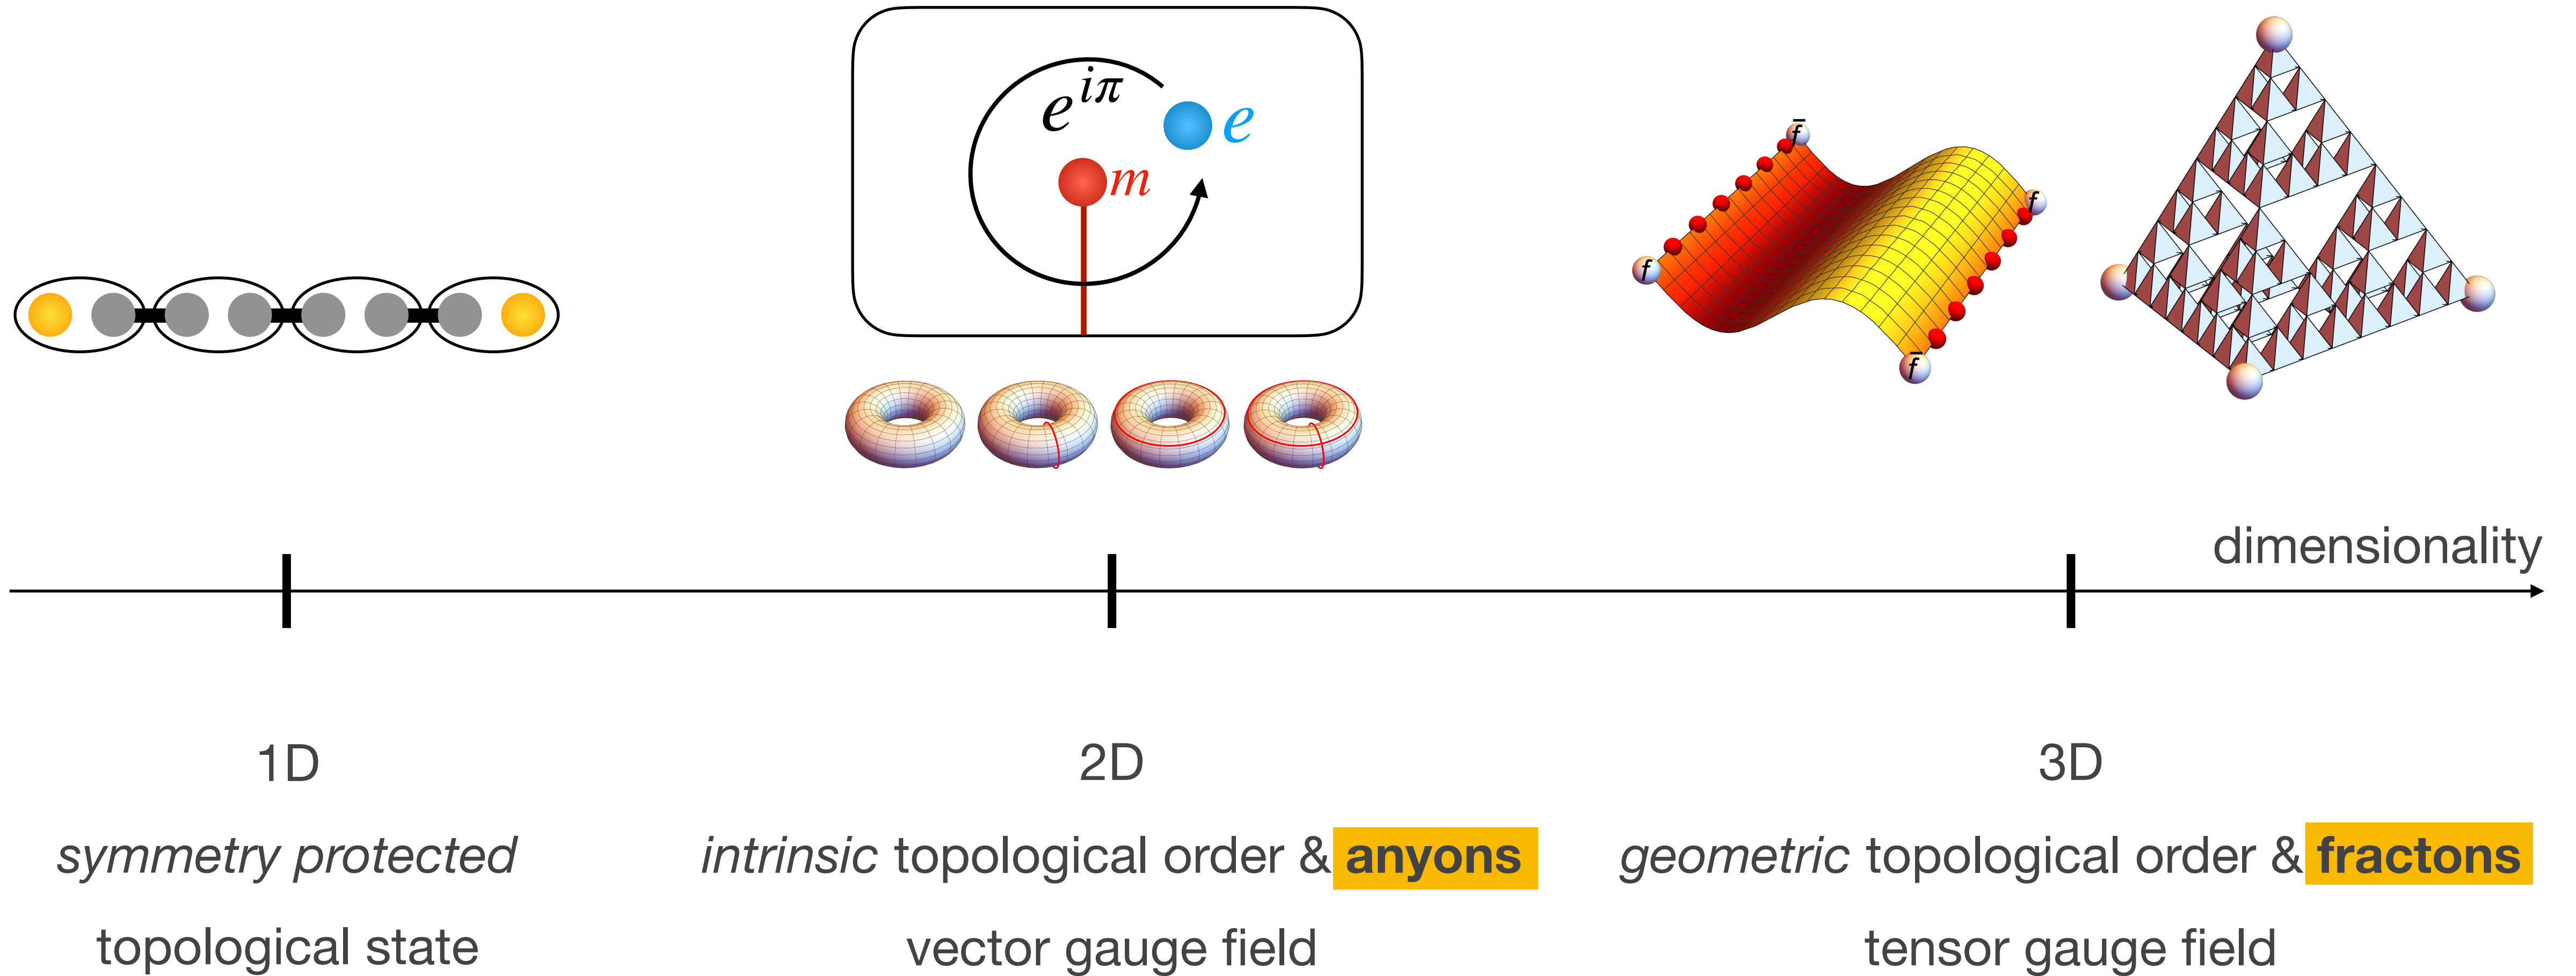 e^{iπ}
e
m
f̄
f
f
f̄
dimensionality
1D
2D
3D
symmetry protected
intrinsic topological order & anyons
geometric topological order & fractons
topological state
vector gauge field
tensor gauge field